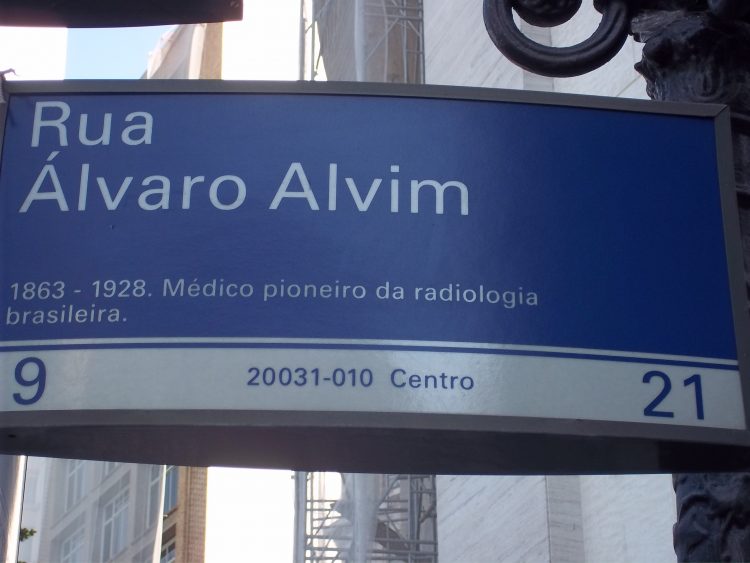 Rua
Álvaro Alvim
1863 - 1928. Médico pioneiro da radiologia
brasileira.
9 20031-010 Centro 21